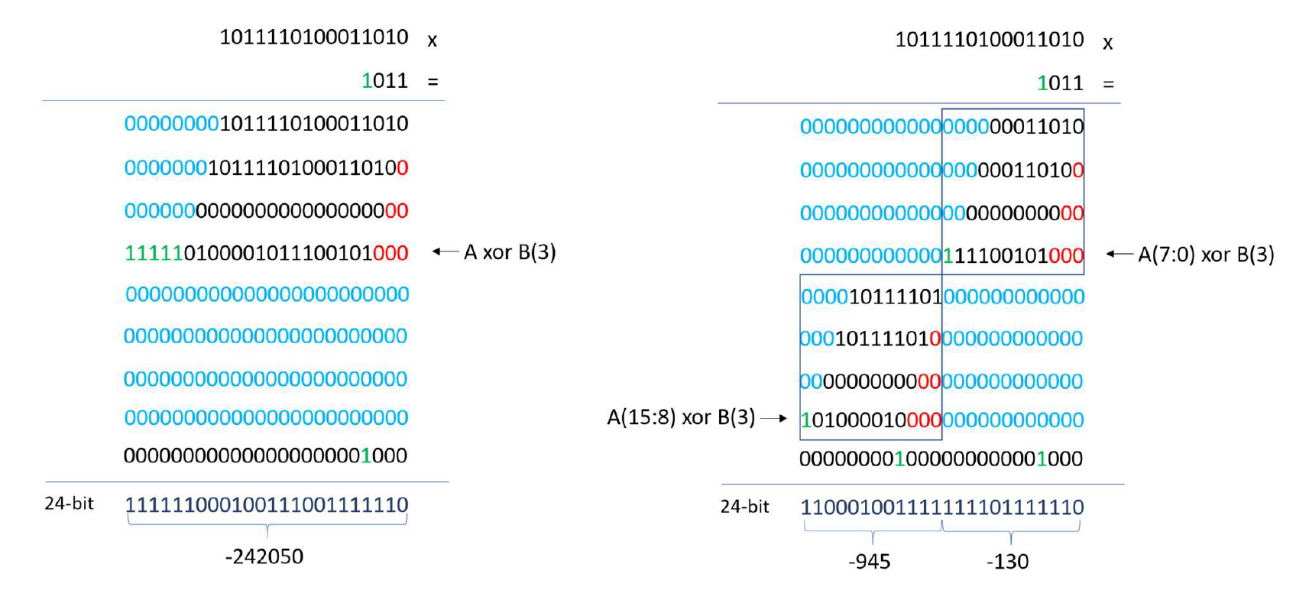 1011110100011010 x
1011 =
000000001011110100011010
000000010111101000110100
000000000000000000000000
111110100001011100101000 ← A xor B(3)
000000000000000000000000
000000000000000000000000
000000000000000000000000
000000000000000000000000
000000000000000000001000
24-bit 111111000100111001111110
-242050
1011110100011010 x
1011 =
000000000000000000011010
000000000000000000110100
000000000000000000000000
000000000000111100101000 ← A(7:0) xor B(3)
000010111101000000000000
000101111010000000000000
000000000000000000000000
A(15:8) xor B(3) → 101000010000000000000000
000000001000000000001000
24-bit 110001001111111101111110
-945 -130